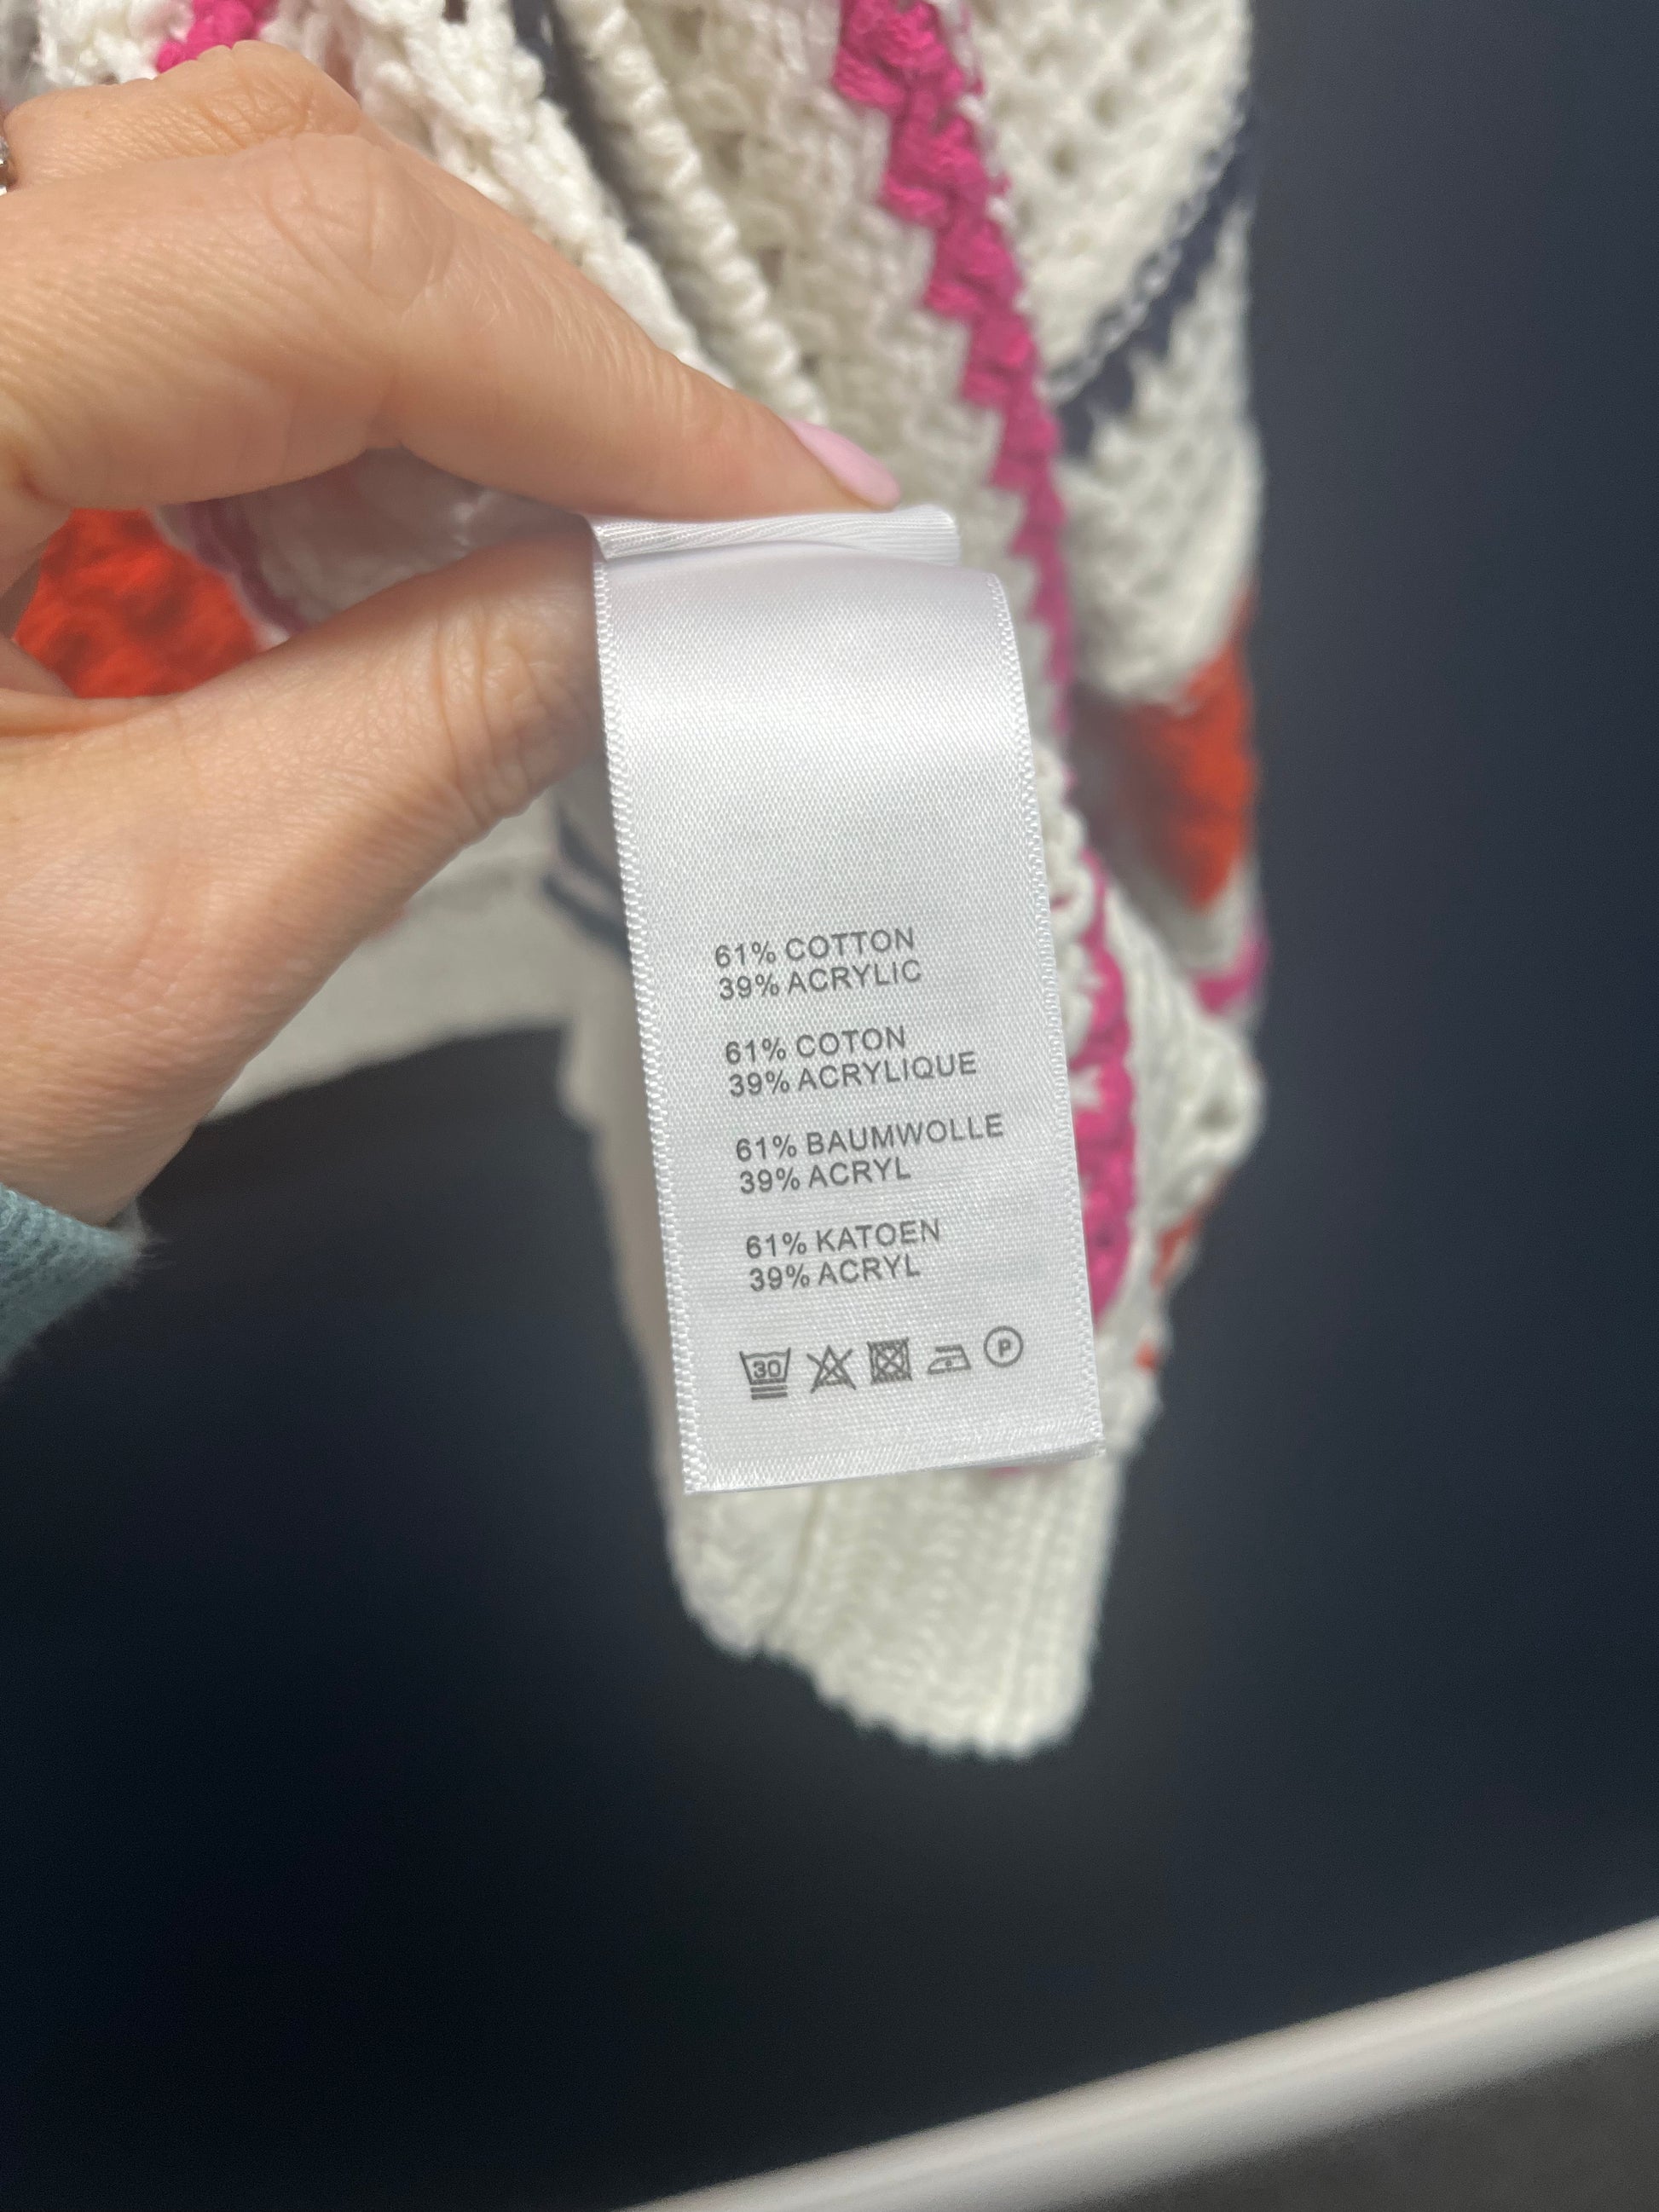 61% COTTON
39% ACRYLIC
61% COTON
39% ACRYLIQUE
61% BAUMWOLLE
39% ACRYL
61% KATOEN
39% ACRYL
30 P